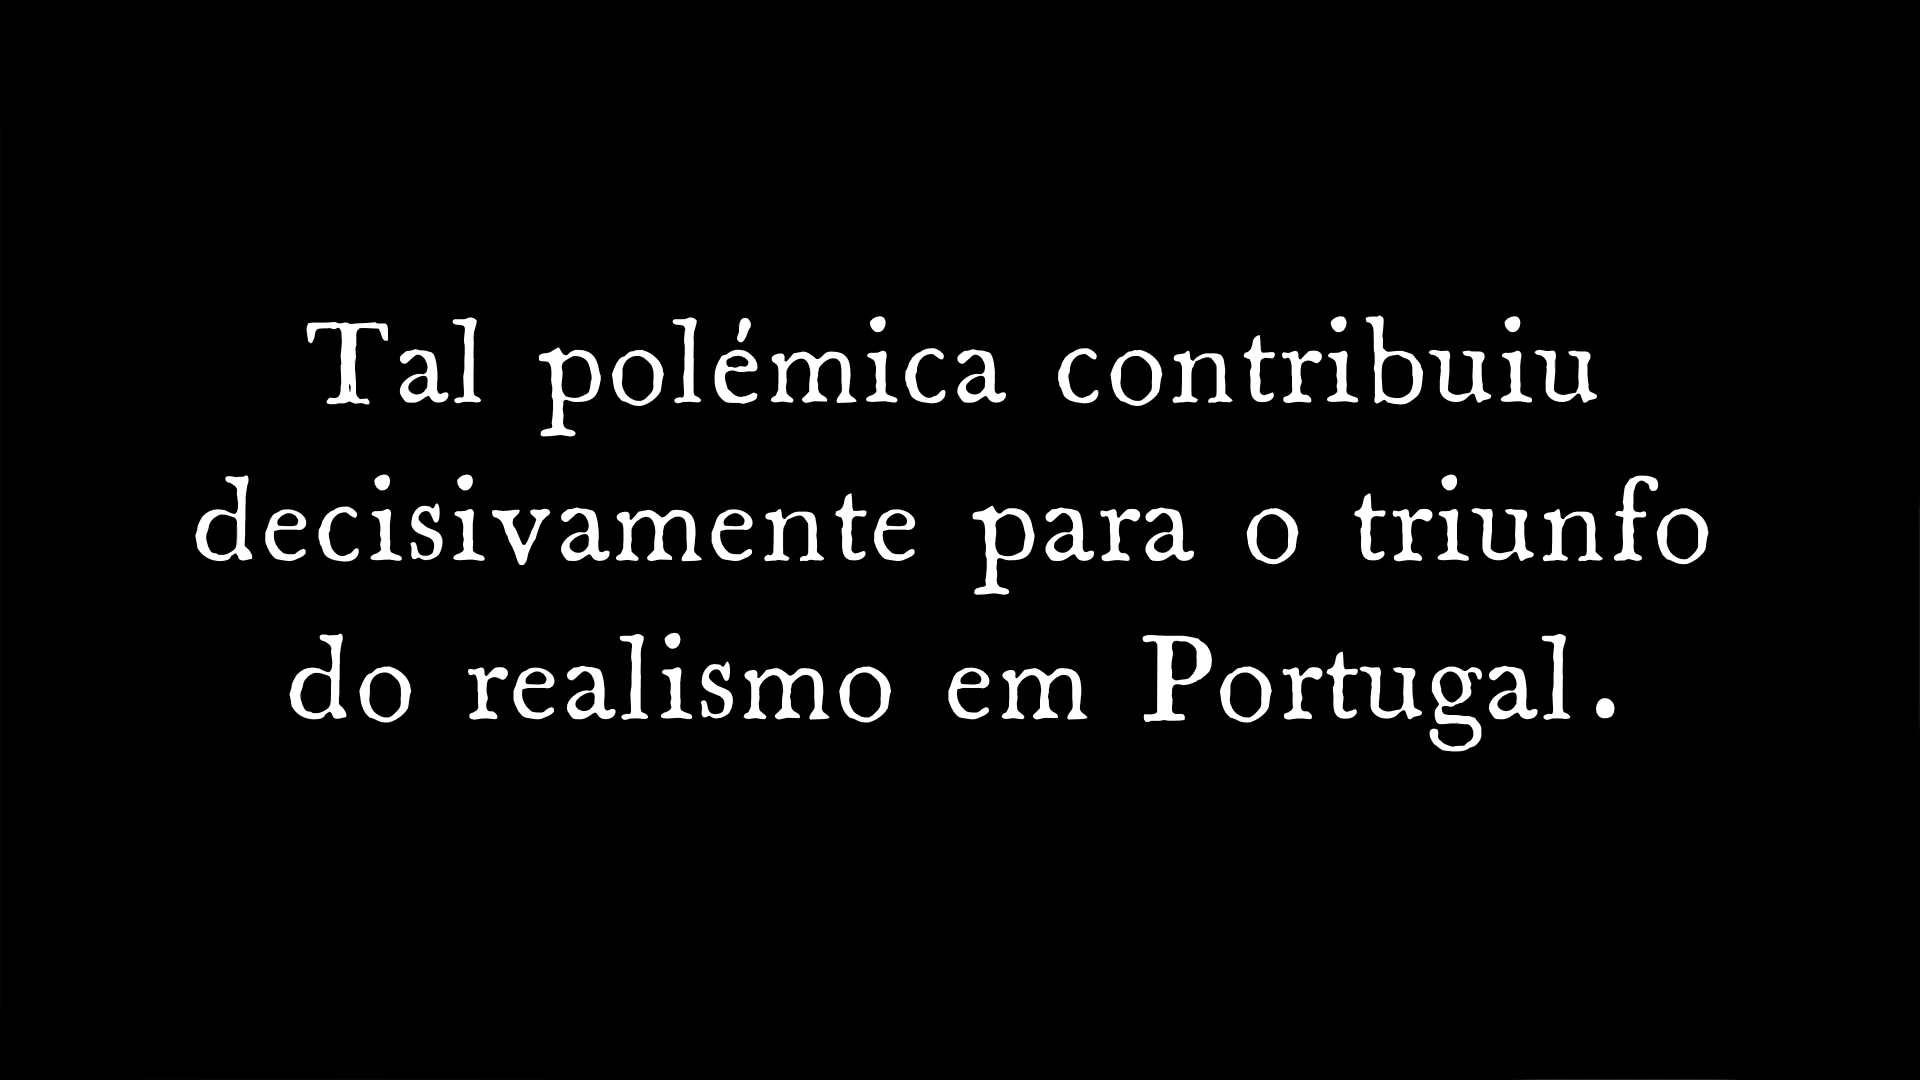 Tal polémica contribuiu
decisivamente para o triunfo
do realismo em Portugal.